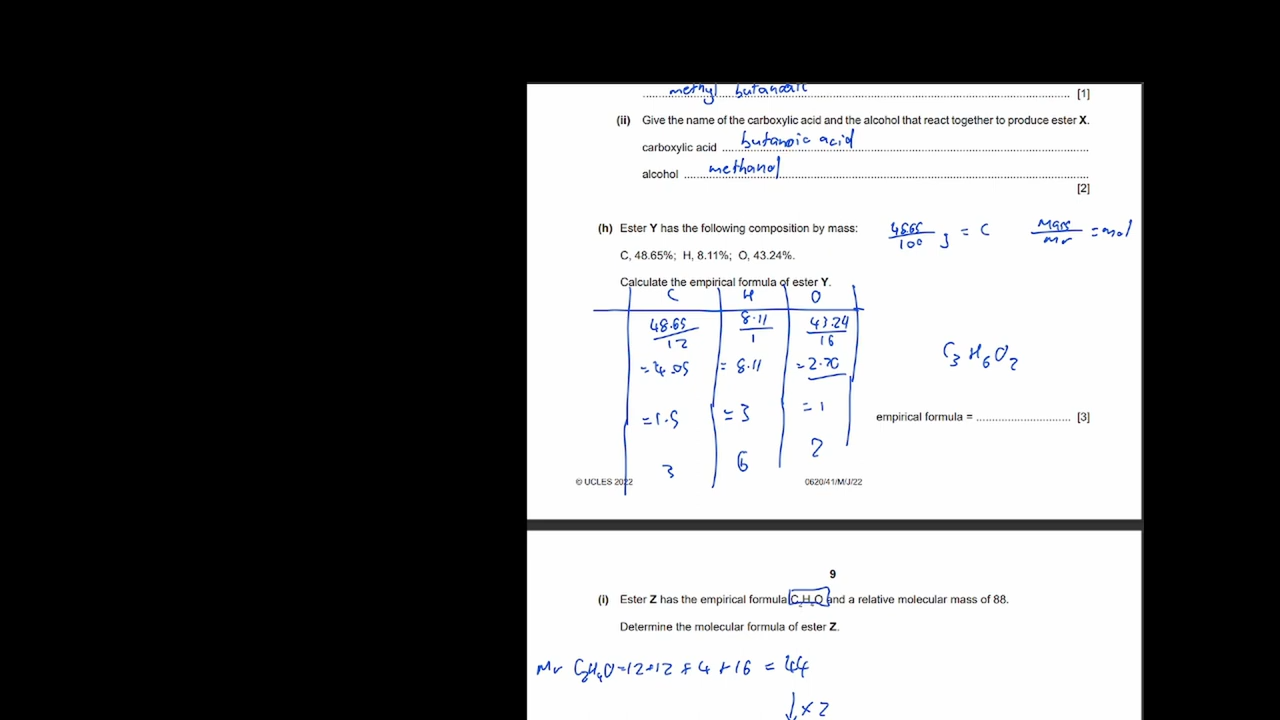 methyl butanoate [1]
(ii) Give the name of the carboxylic acid and the alcohol that react together to produce ester X.
carboxylic acid butanoic acid
alcohol methanol
[2]
(h) Ester Y has the following composition by mass:
C, 48.65%; H, 8.11%; O, 43.24%.
Calculate the empirical formula of ester Y.
Mass/Mr = mol
C H O
48.65/12 8.11/1 43.24/16
=4.05 =8.11 =2.70
C3H6O2
=1.5 =3 =1
empirical formula = [3]
3 6 2
© UCLES 2022 0620/41/M/J/22
9
(i) Ester Z has the empirical formula C2H4O and a relative molecular mass of 88.
Determine the molecular formula of ester Z.
Mr C2H4O=12+12+4+16 = 44
↓×2